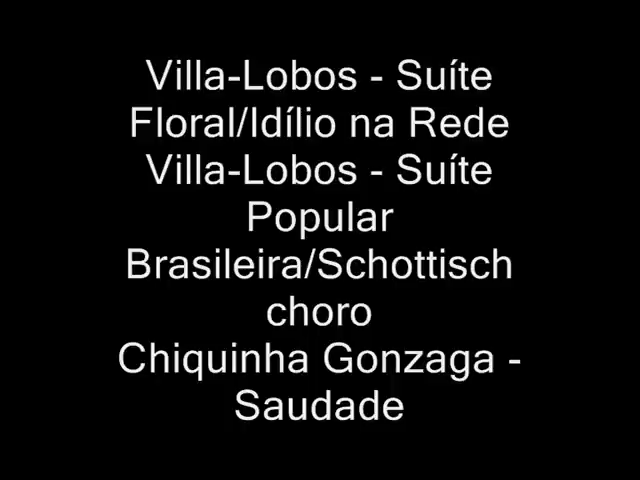 Villa-Lobos - Suíte
Floral/Idílio na Rede
Villa-Lobos - Suíte
Popular
Brasileira/Schottisch
choro
Chiquinha Gonzaga -
Saudade